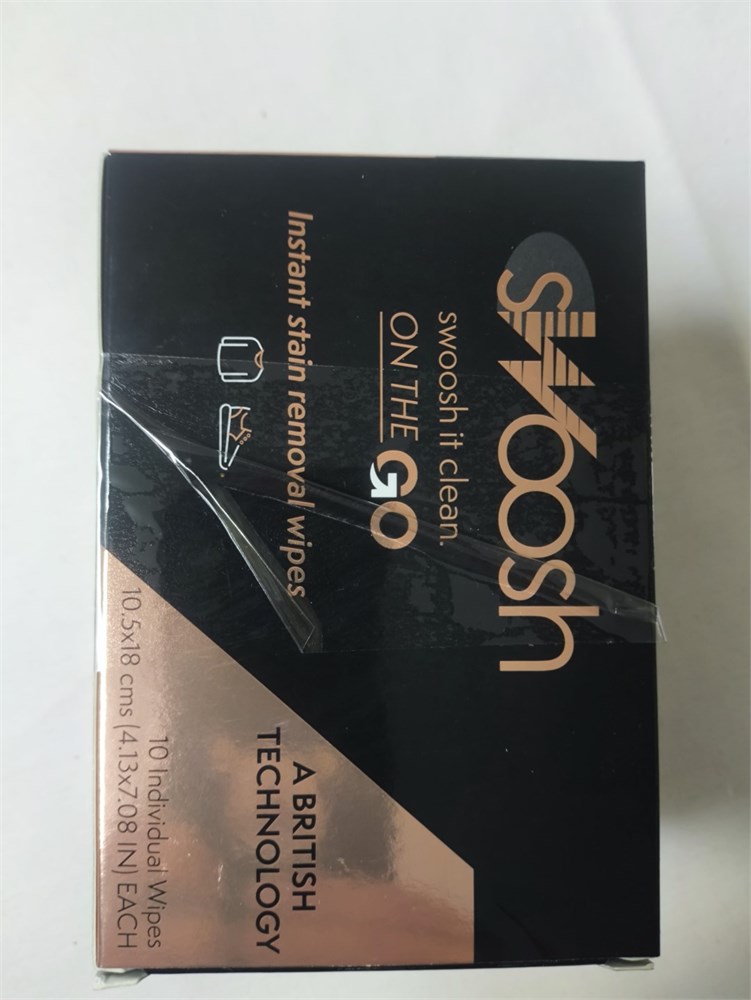 swoosh
swoosh it clean.
ON THE GO
Instant stain removal wipes
A BRITISH
TECHNOLOGY
10 Individual Wipes
10.5x18 cms (4.13x7.08 IN) EACH